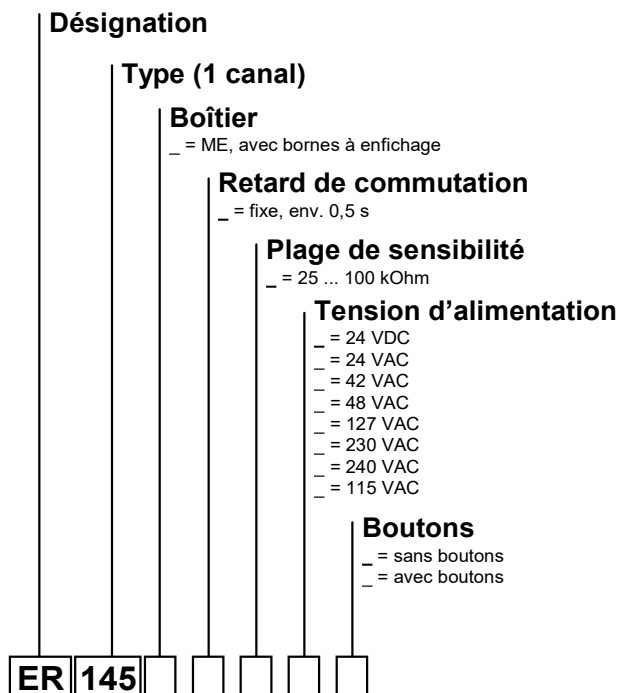 Désignation
Type (1 canal)
Boîtier
_ = ME, avec bornes à enfichage
Retard de commutation
_ = fixe, env. 0,5 s
Plage de sensibilité
_ = 25 ... 100 kOhm
Tension d'alimentation
_ = 24 VDC
_ = 24 VAC
_ = 42 VAC
_ = 48 VAC
_ = 127 VAC
_ = 230 VAC
_ = 240 VAC
_ = 115 VAC
Boutons
_ = sans boutons
_ = avec boutons
ER 145